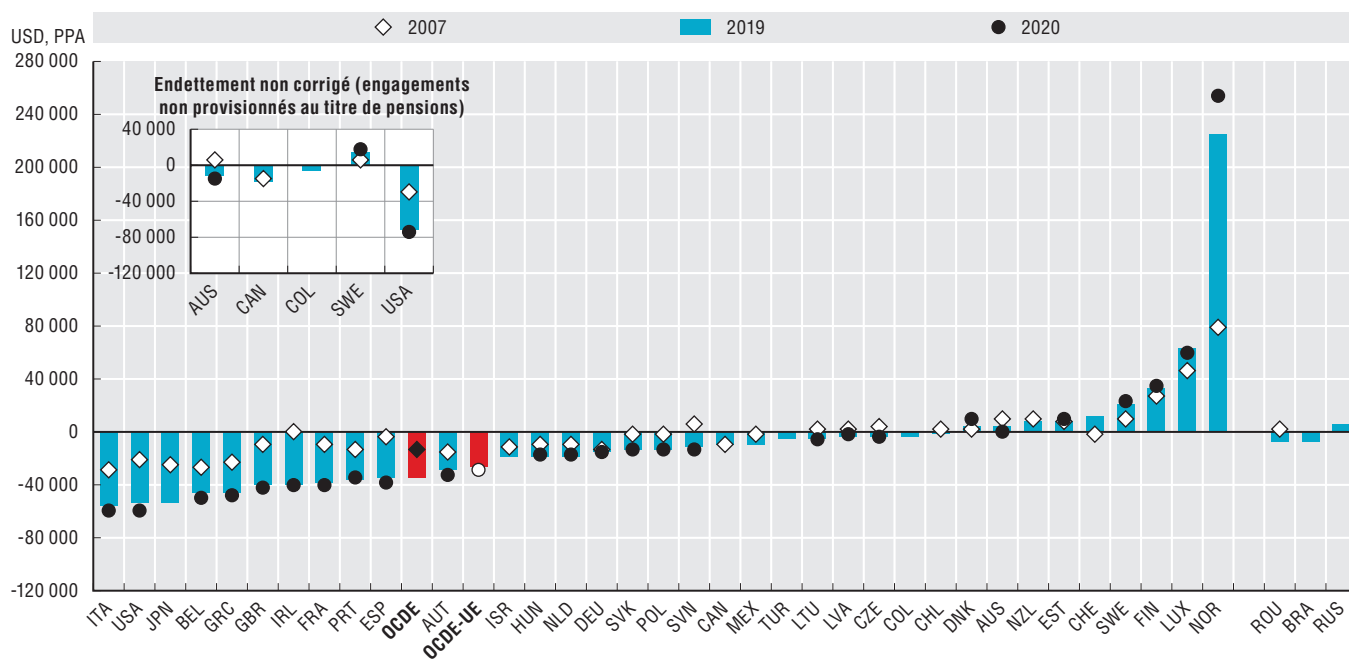 2007
2019
2020
USD, PPA
280 000
240 000
200 000
160 000
120 000
80 000
40 000
0
-40 000
-80 000
-120 000
Endettement non corrigé (engagements
non provisionnés au titre de pensions)
40 000
0
-40 000
-80 000
-120 000
AUS
CAN
COL
SWE
USA
ITA
USA
JPN
BEL
GRC
GBR
IRL
FRA
PRT
ESP
OCDE
AUT
OCDE-UE
ISR
HUN
NLD
DEU
SVK
POL
SVN
CAN
MEX
TUR
LTU
LVA
CZE
COL
CHL
DNK
AUS
NZL
EST
CHE
SWE
FIN
LUX
NOR
ROU
BRA
RUS